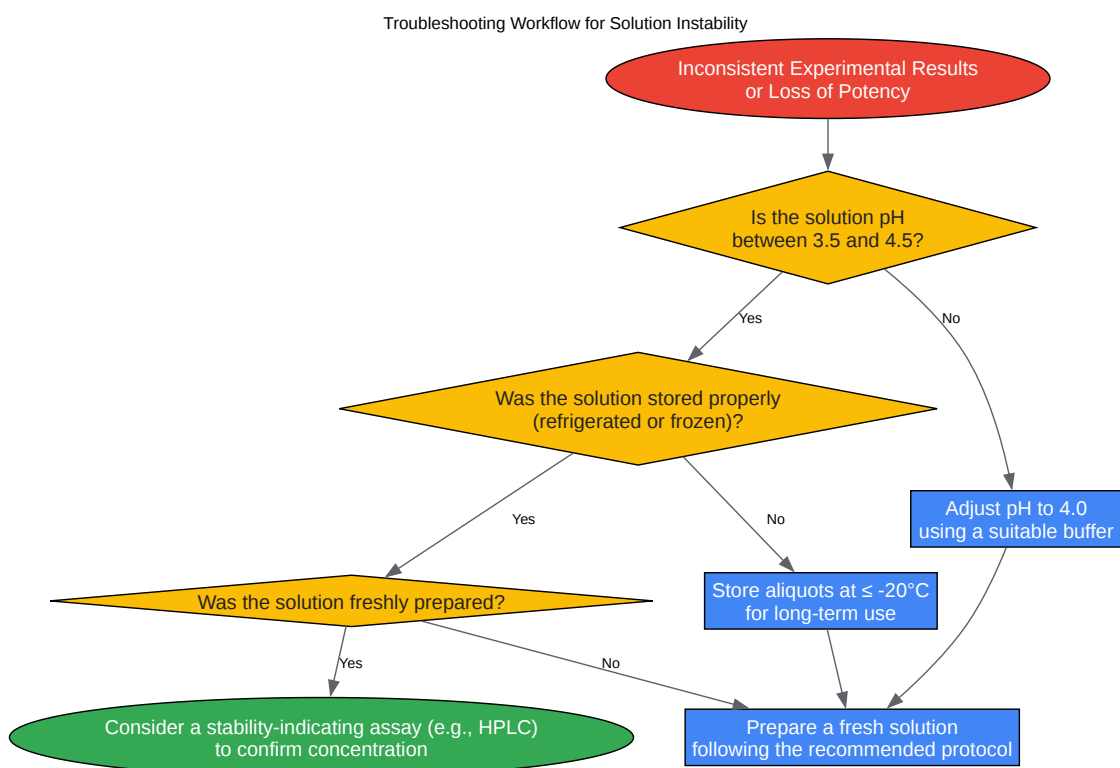 Troubleshooting Workflow for Solution Instability
Inconsistent Experimental Results
or Loss of Potency
Is the solution pH
between 3.5 and 4.5?
Yes
No
Was the solution stored properly
(refrigerated or frozen)?
Yes
No
Adjust pH to 4.0
using a suitable buffer
Store aliquots at ≤ -20°C
for long-term use
Was the solution freshly prepared?
Yes
No
Consider a stability-indicating assay (e.g., HPLC)
to confirm concentration
Prepare a fresh solution
following the recommended protocol